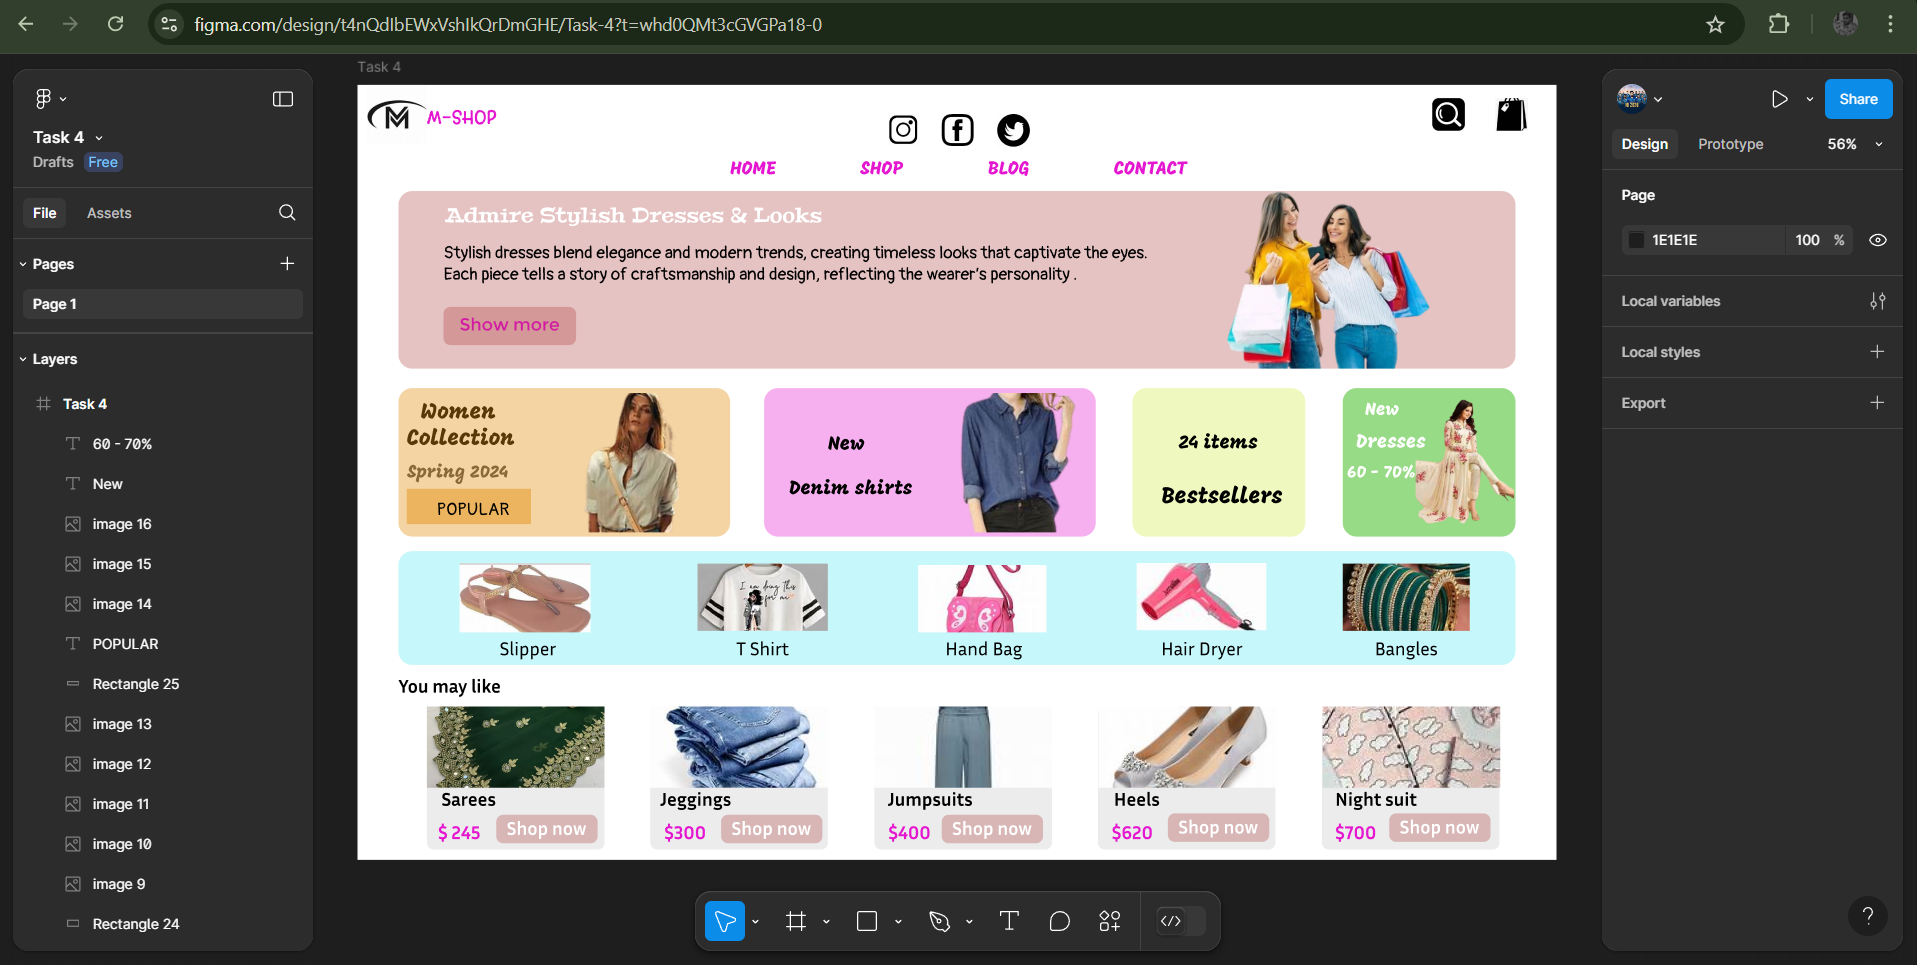 figma.com/design/t4nQdIbEWxVshIkQrDmGHE/Task-4?t=whd0QMt3cGVGPa18-0
Task 4
Drafts Free
File Assets
Pages
Page 1
Layers
Task 4
60 - 70%
New
image 16
image 15
image 14
POPULAR
Rectangle 25
image 13
image 12
image 11
image 10
image 9
Rectangle 24
Task 4
M M-SHOP
HOME SHOP BLOG CONTACT
Admire Stylish Dresses & Looks
Stylish dresses blend elegance and modern trends, creating timeless looks that captivate the eyes.
Each piece tells a story of craftsmanship and design, reflecting the wearer's personality .
Show more
Women
Collection
Spring 2024
POPULAR
New
Denim shirts
24 items
Bestsellers
New
Dresses
60 - 70%
I am doing this
for me
Slipper T Shirt Hand Bag Hair Dryer Bangles
You may like
Sarees Jeggings Jumpsuits Heels Night suit
$ 245 Shop now $300 Shop now $400 Shop now $620 Shop now $700 Shop now
Share
Design Prototype 56%
Page
1E1E1E 100 %
Local variables
Local styles
Export
?